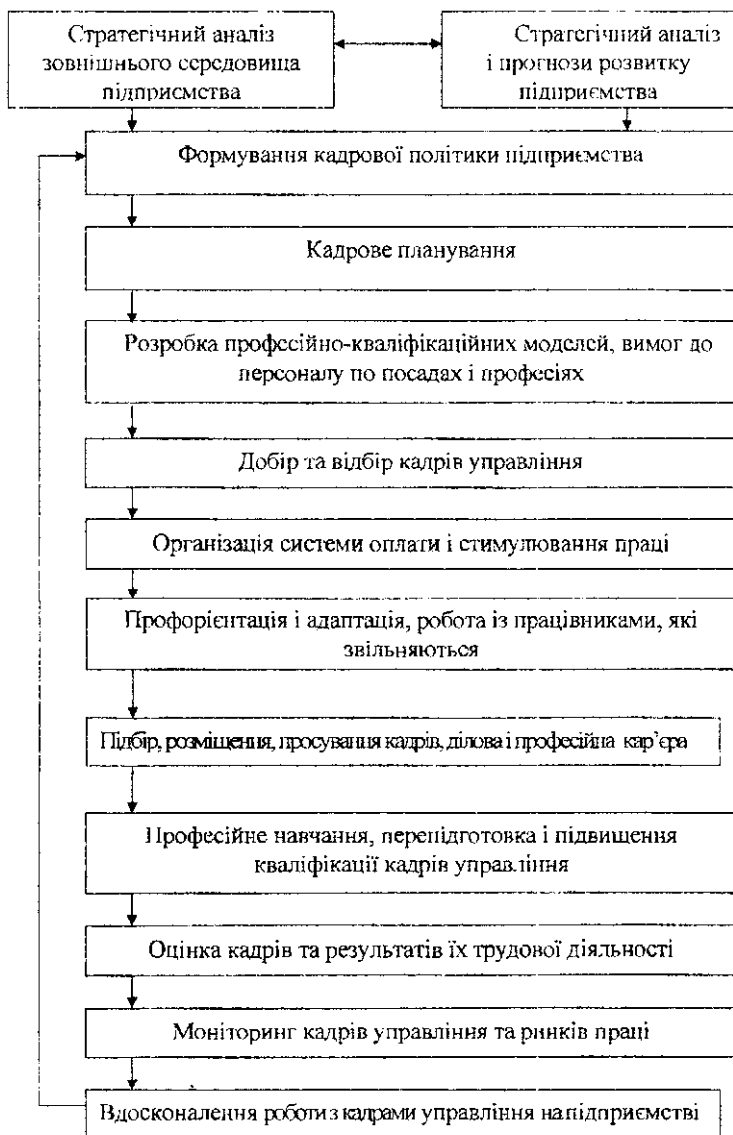 Стратегічний аналіз
зовнішнього середовища
підприємства
Стратегічний аналіз
і прогнози розвитку
підприємства
Формування кадрової політики підприємства
Кадрове планування
Розробка професійно-кваліфікаційних моделей, вимог до
персоналу по посадах і професіях
Добір та відбір кадрів управління
Організація системи оплати і стимулювання праці
Профорієнтація і адаптація, робота із працівниками, які
звільняються
Підбір, розміщення, просування кадрів, ділова і професійна кар’єра
Професійне навчання, перепідготовка і підвищення
кваліфікації кадрів управління
Оцінка кадрів та результатів їх трудової діяльності
Моніторинг кадрів управління та ринків праці
Вдосконалення роботи з кадрами управління на підприємстві